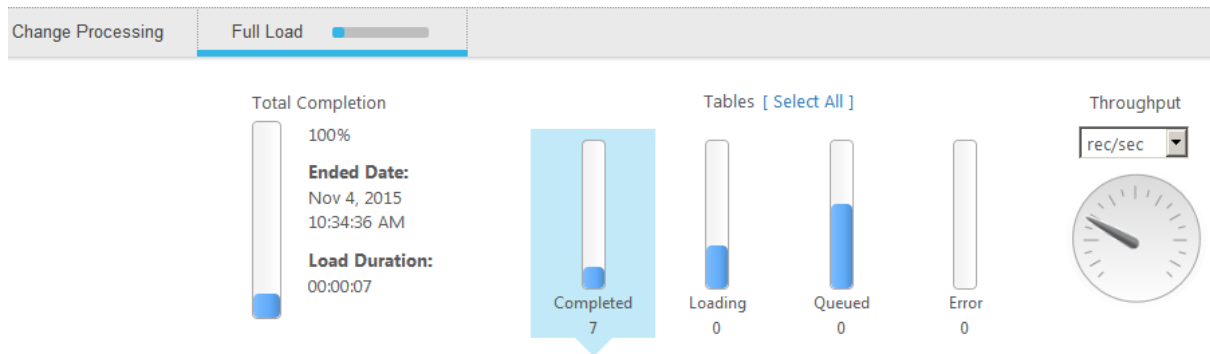 Change Processing
Full Load
Total Completion
100%
Ended Date:
Nov 4, 2015
10:34:36 AM
Load Duration:
00:00:07
Tables [ Select All ]
Completed
7
Loading
0
Queued
0
Error
0
Throughput
rec/sec